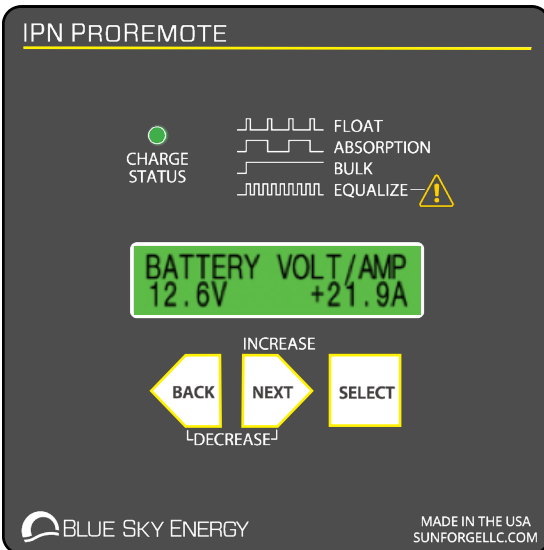 IPN PROREMOTE
CHARGE
STATUS
FLOAT
ABSORPTION
BULK
EQUALIZE
BATTERY VOLT/AMP
12.6V +21.9A
INCREASE
BACK NEXT SELECT
DECREASE
BLUE SKY ENERGY
MADE IN THE USA
SUNFORGELLC.COM